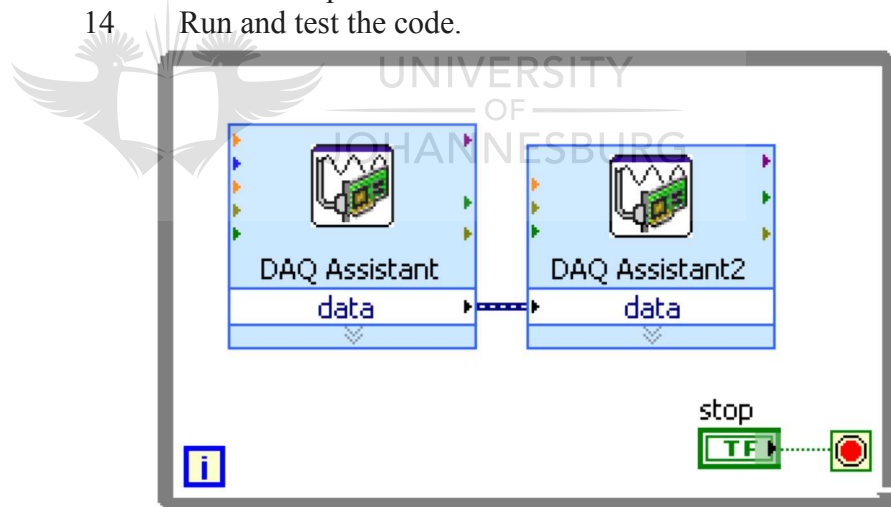 14 Run and test the code.
UNIVERSITY
OF
JOHANNESBURG
DAQ Assistant
data
DAQ Assistant2
data
stop
TF
i